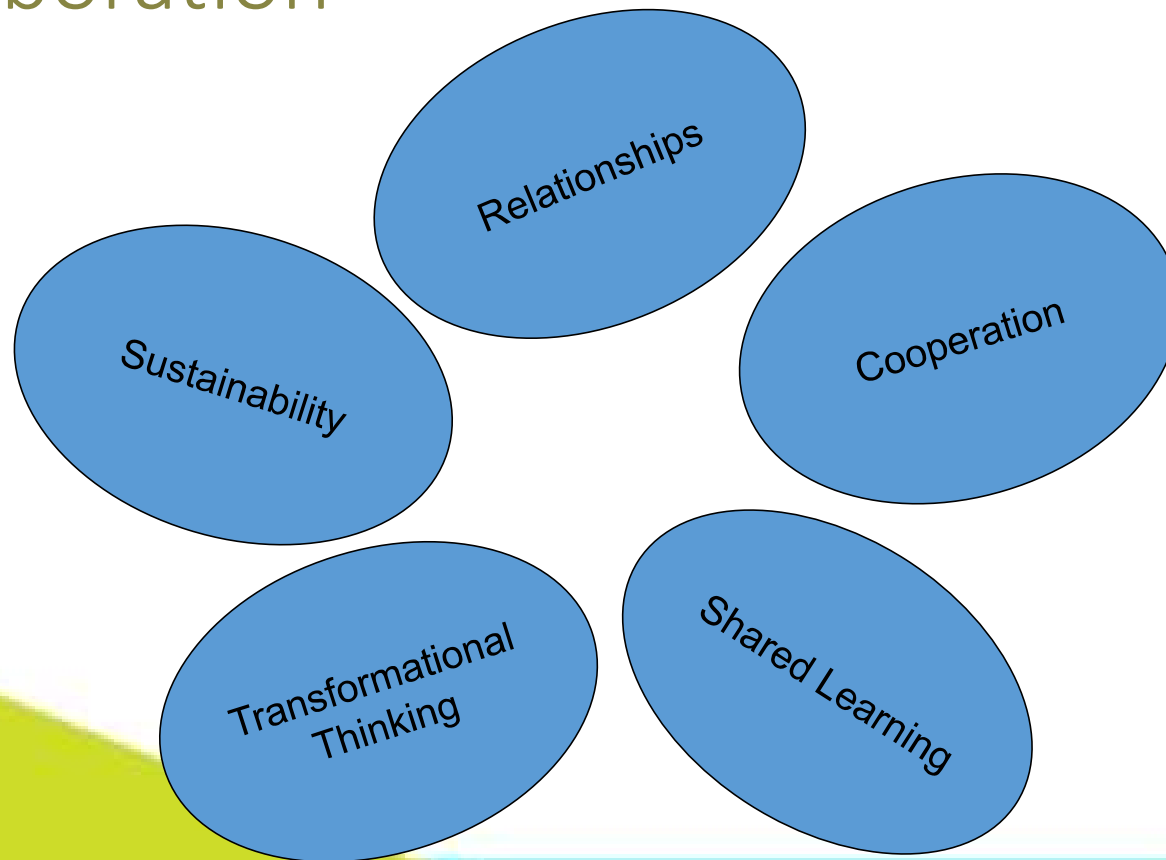 Relationships
Cooperation
Sustainability
Shared Learning
Transformational
Thinking